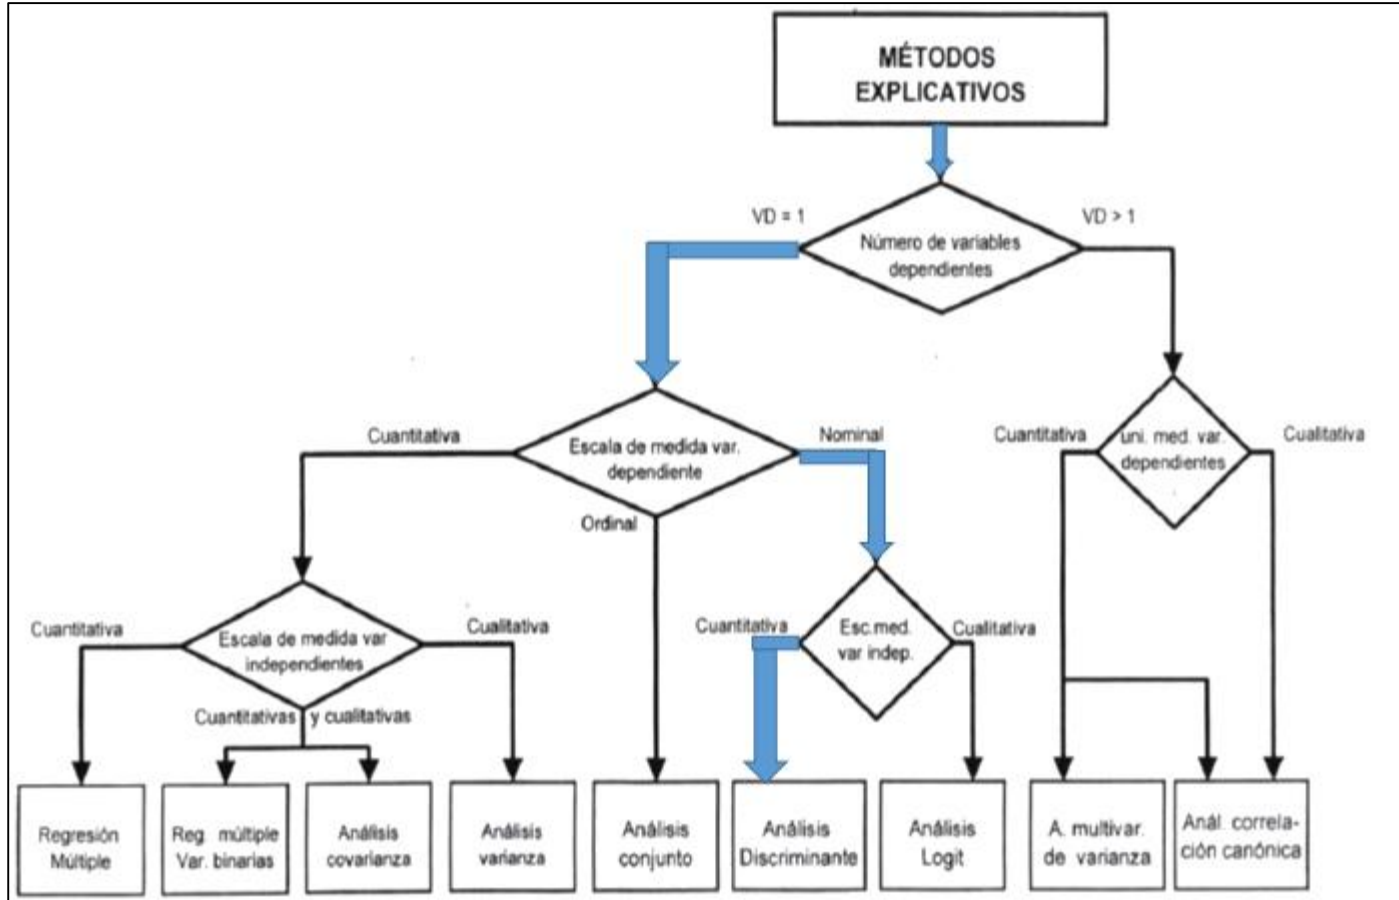 MÉTODOS
EXPLICATIVOS
VD = 1
VD > 1
Número de variables
dependientes
Cuantitativa
Escala de medida var.
dependiente
Nominal
Ordinal
Cuantitativa
uni. med. var.
dependientes
Cualitativa
Cuantitativa
Escala de medida var
independientes
Cualitativa
Cuantitativas y cualitativas
Cuantitativa
Esc.med.
var indep.
Cualitativa
Regresión
Múltiple
Reg. múltiple
Var. binarias
Análisis
covarianza
Análisis
varianza
Análisis
conjunto
Análisis
Discriminante
Análisis
Logit
A. multivar.
de varianza
Anál. correla-
ción canónica